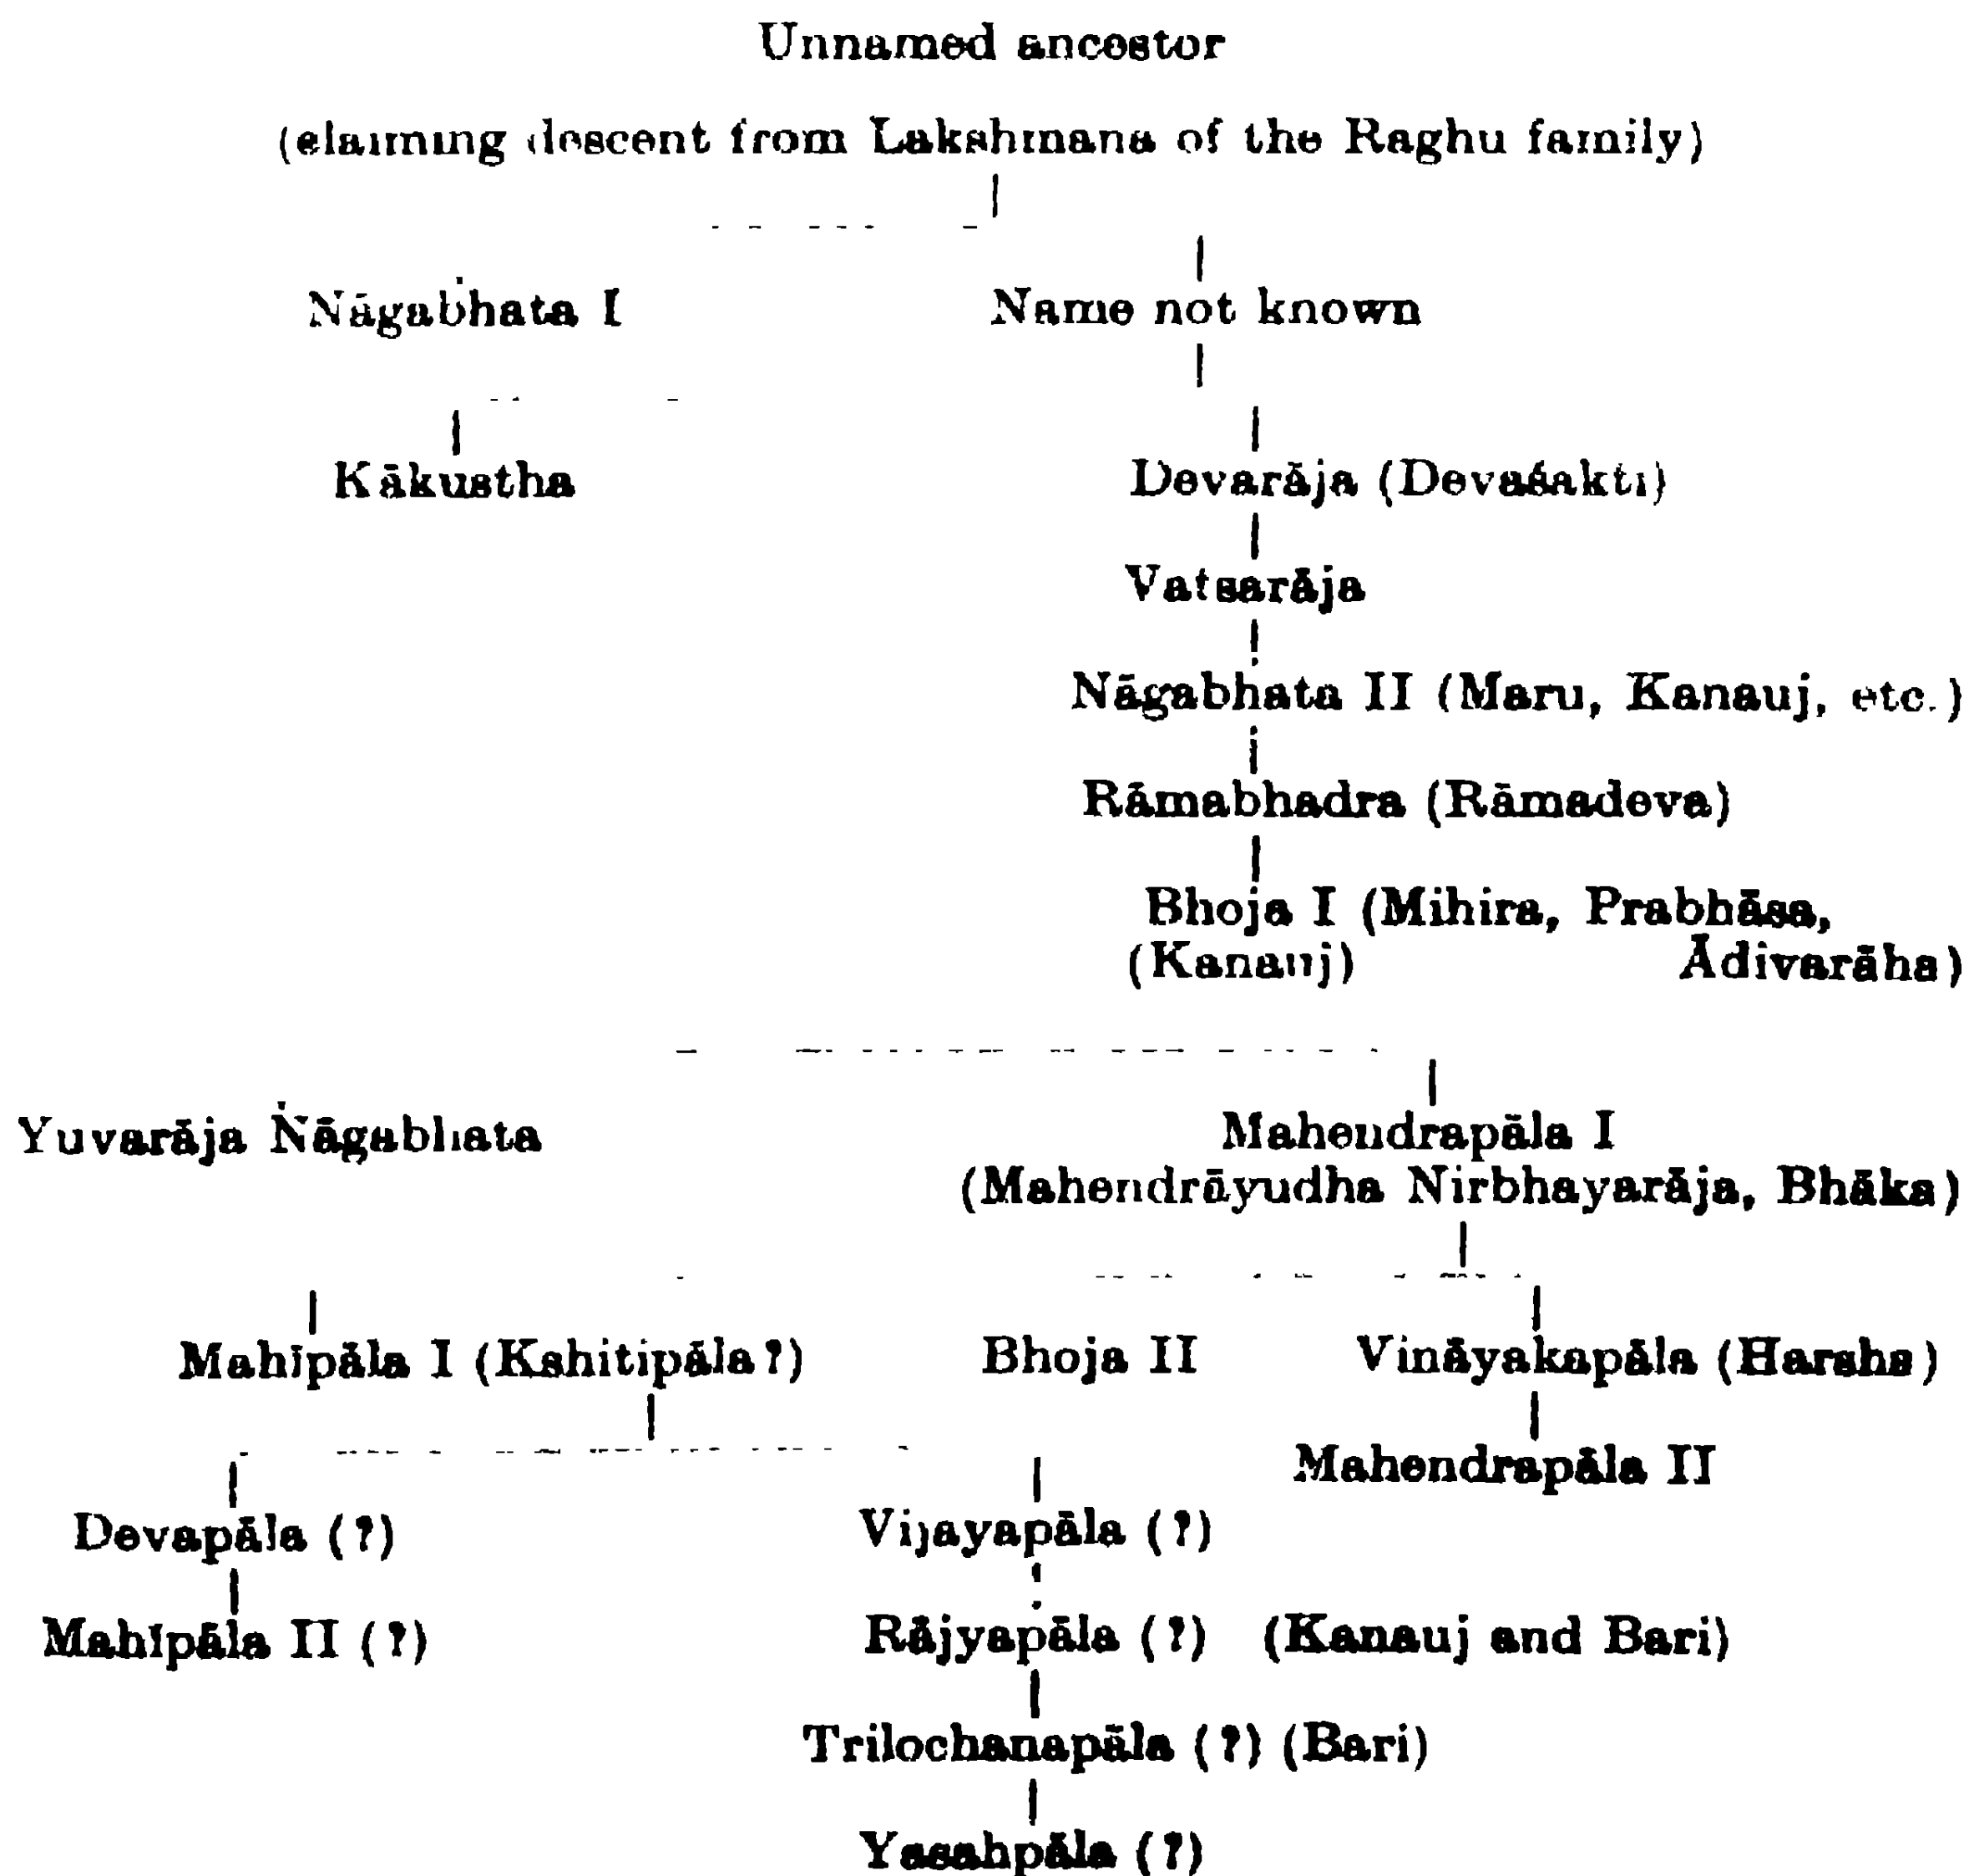 Unnamed ancestor
(claiming descent from Lakshmana of the Raghu family)
Nāgabhata I Name not known
Kākustha Devarāja (Devaśakti)
Vatsarāja
Nāgabhata II (Maru, Kanauj, etc.)
Rāmabhadra (Rāmadeva)
Bhoja I (Mihira, Prabhāsa,
(Kanauj) Ādivarāha)
Yuvarāja Nāgabhata Mahendrapāla I
(Mahendrāyudha Nirbhayarāja, Bhāka)
Mahīpāla I (Kshitipāla?) Bhoja II Vināyakapāla (Harsha)
Mahendrapāla II
Devapāla (?) Vijayapāla (?)
Mahīpāla II (?) Rājyapāla (?) (Kanauj and Bari)
Trilochanapāla (?) (Bari)
Yasahpāla (?)